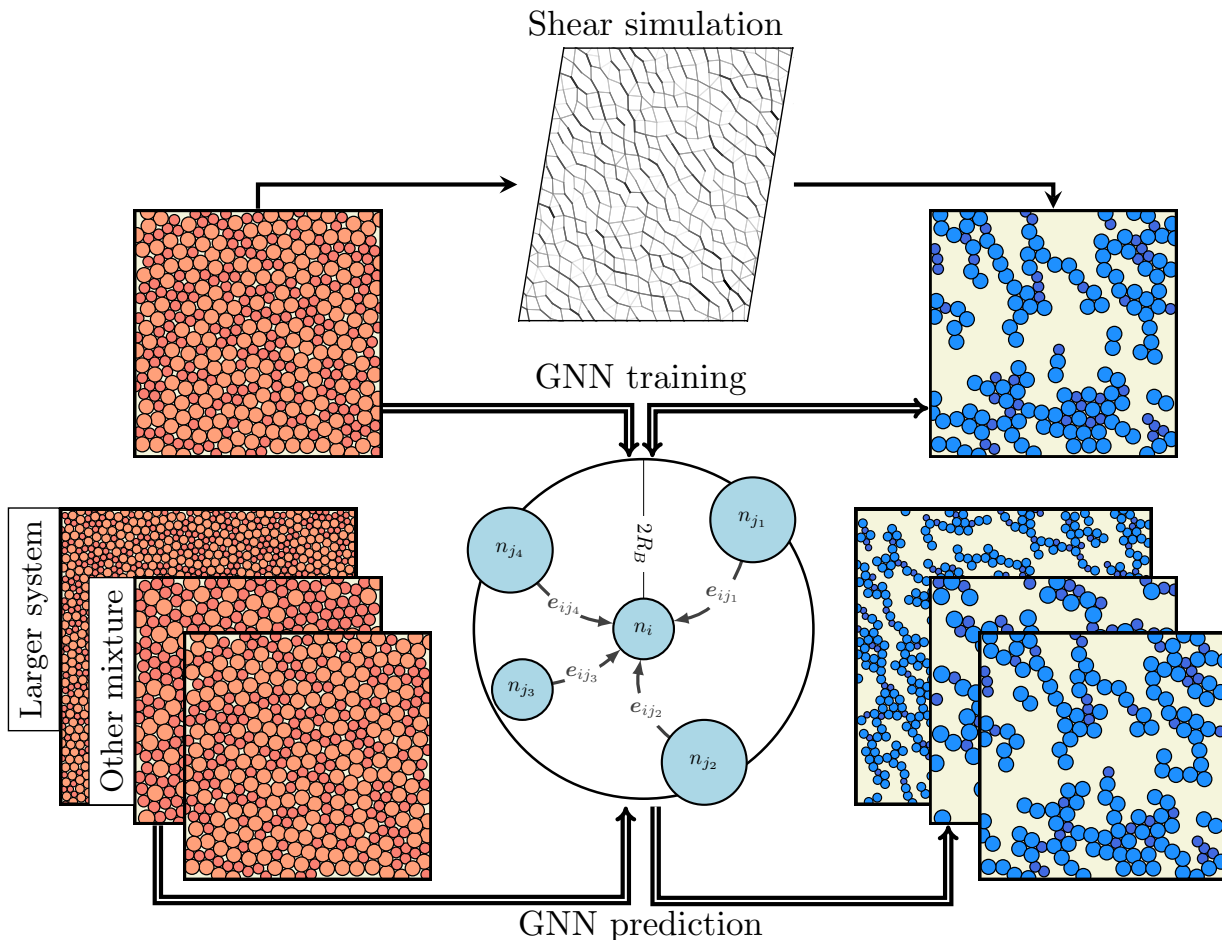 Shear simulation
GNN training
Larger system
Other mixture
2R_B
n_{j_1}
n_{j_4}
e_{ij_1}
e_{ij_4}
n_i
n_{j_3}
e_{ij_3}
e_{ij_2}
n_{j_2}
GNN prediction